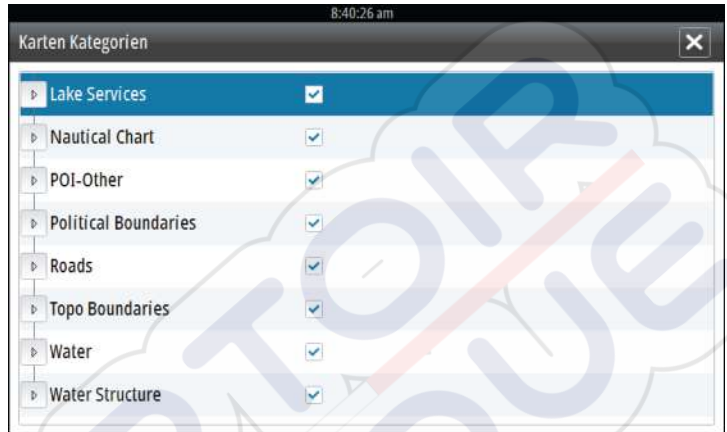 8:40:26 am
Karten Kategorien
Lake Services
Nautical Chart
POI-Other
Political Boundaries
Roads
Topo Boundaries
Water
Water Structure